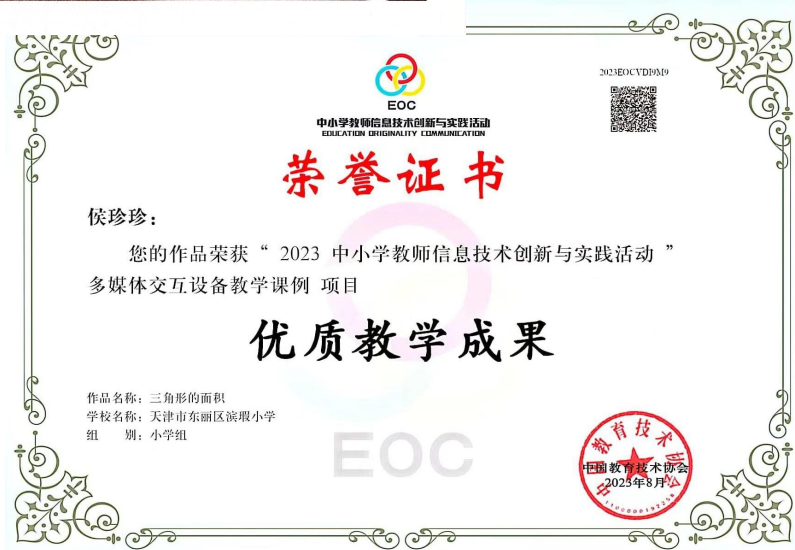 2023EOCVDI9M9
EOC
中小学教师信息技术创新与实践活动
EDUCATION ORIGINALITY COMMUNICATION
荣誉证书
侯珍珍：
您的作品荣获“ 2023 中小学教师信息技术创新与实践活动 ”
多媒体交互设备教学课例 项目
优质教学成果
作品名称：三角形的面积
学校名称：天津市东丽区滨瑕小学
组 别：小学组
EOC
中国教育技术协会
中国教育技术协会
2023年8月